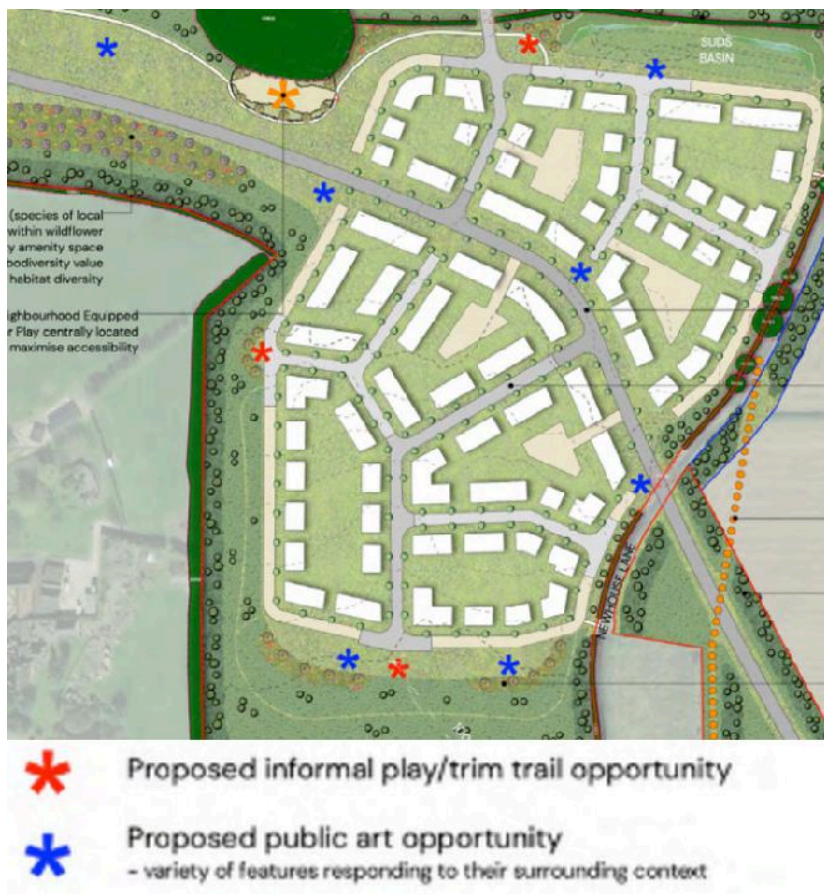 SUDS
BASIN
(species of local
within wildflower
y amenity space
bodiversity value
habitat diversity
ighbourhood Equipped
r Play centrally located
maximise accessibility
NEWHOUSE LANE
Proposed informal play/trim trail opportunity
Proposed public art opportunity
- variety of features responding to their surrounding context